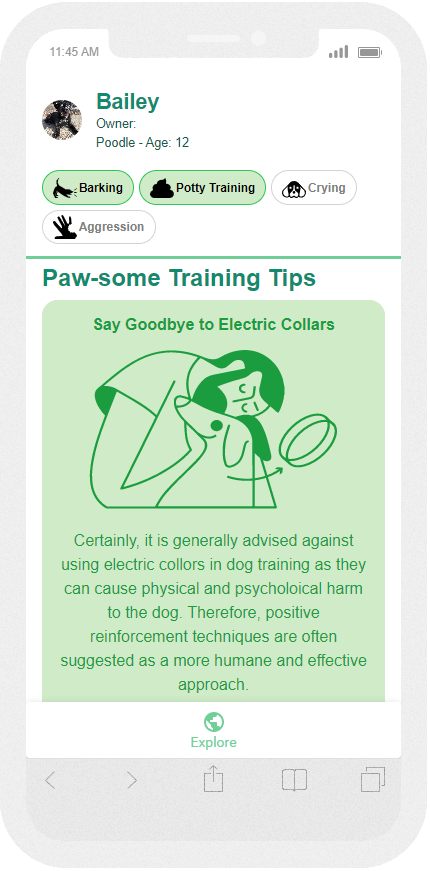 11:45 AM
Bailey
Owner:
Poodle - Age: 12
Barking
Potty Training
Crying
Aggression
Paw-some Training Tips
Say Goodbye to Electric Collars
Certainly, it is generally advised against
using electric collors in dog training as they
can cause physical and psycholoical harm
to the dog. Therefore, positive
reinforcement techniques are often
suggested as a more humane and effective
approach.
Explore